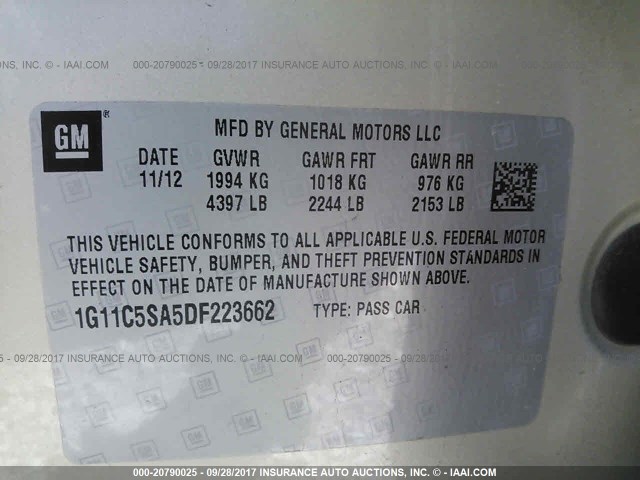 NS, INC. © - IAAI.COM 000-20790025 - 09/28/2017 INSURANCE AUTO AUCTIONS, INC. © - IAAI.COM
GM ®
MFD BY GENERAL MOTORS LLC
DATE GVWR GAWR FRT GAWR RR
11/12 1994 KG 1018 KG 976 KG
4397 LB 2244 LB 2153 LB
THIS VEHICLE CONFORMS TO ALL APPLICABLE U.S. FEDERAL MOTOR
VEHICLE SAFETY, BUMPER, AND THEFT PREVENTION STANDARDS IN
EFFECT ON THE DATE OF MANUFACTURE SHOWN ABOVE.
1G11C5SA5DF223662 TYPE: PASS CAR
000-20790025 - 09/28/2017 INSURANCE AUTO AUCTIONS, INC. © - IAAI.COM
000-20790025 - 09/28/2017 INSURANCE AUTO AUCTIONS, INC. © - IAAI.COM